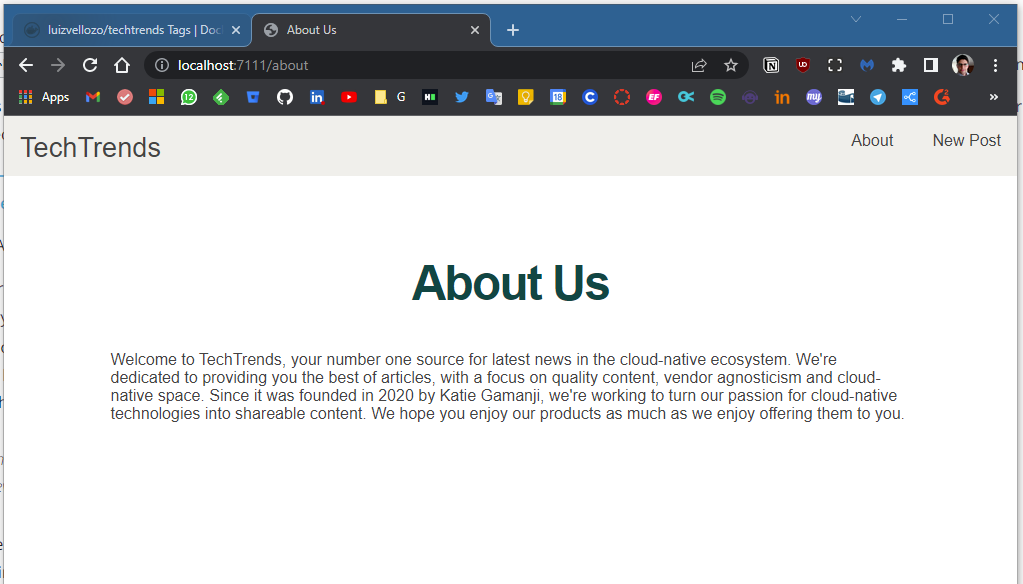 luizvellozo/techtrends Tags | Doc
About Us
localhost:7111/about
Apps
12
G
18
TechTrends
About
New Post
About Us
Welcome to TechTrends, your number one source for latest news in the cloud-native ecosystem. We're
dedicated to providing you the best of articles, with a focus on quality content, vendor agnosticism and cloud-
native space. Since it was founded in 2020 by Katie Gamanji, we're working to turn our passion for cloud-native
technologies into shareable content. We hope you enjoy our products as much as we enjoy offering them to you.